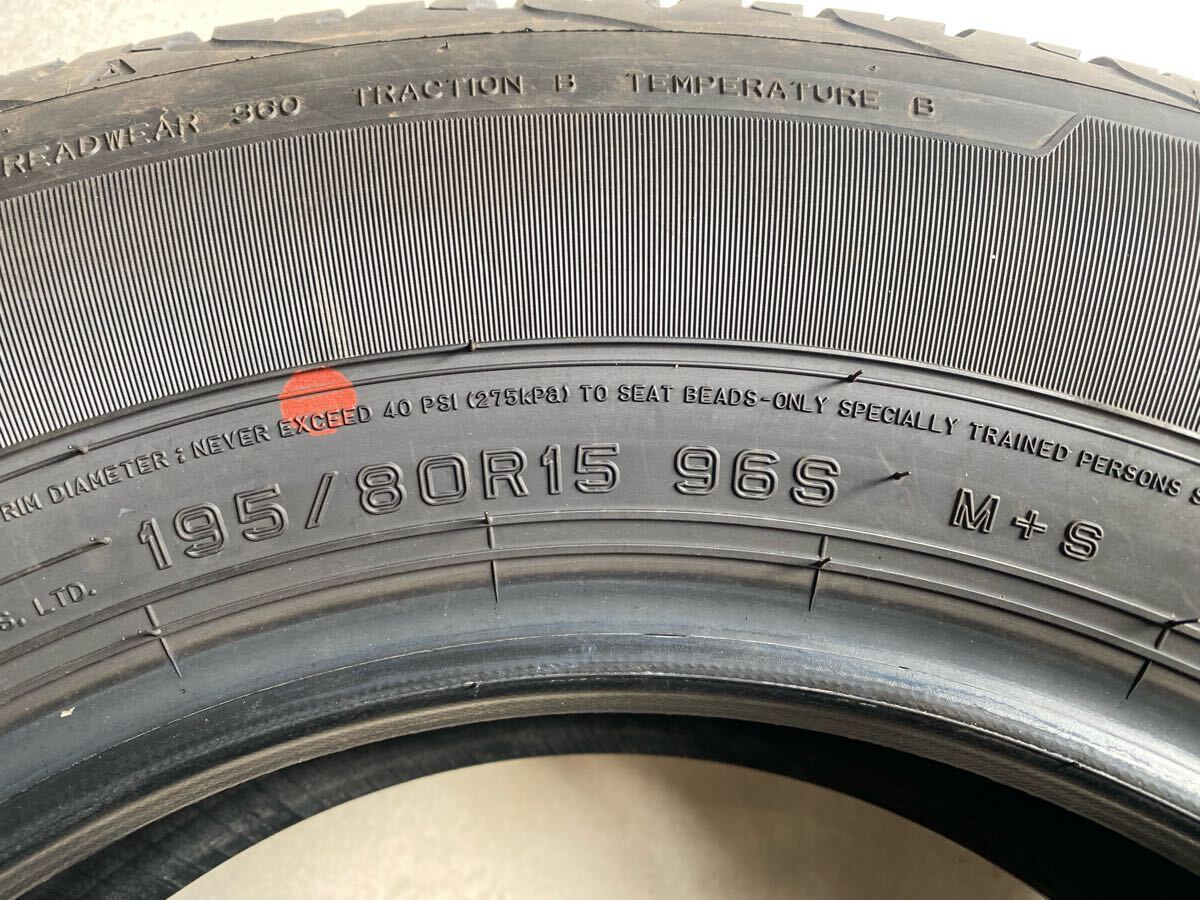 READWEAR 360 TRACTION B TEMPERATURE B
RIM DIAMETER : NEVER EXCEED 40 PSI (275kPa) TO SEAT BEADS-ONLY SPECIALLY TRAINED PERSONS S
195/80R15 96S M+S
S. LTD.